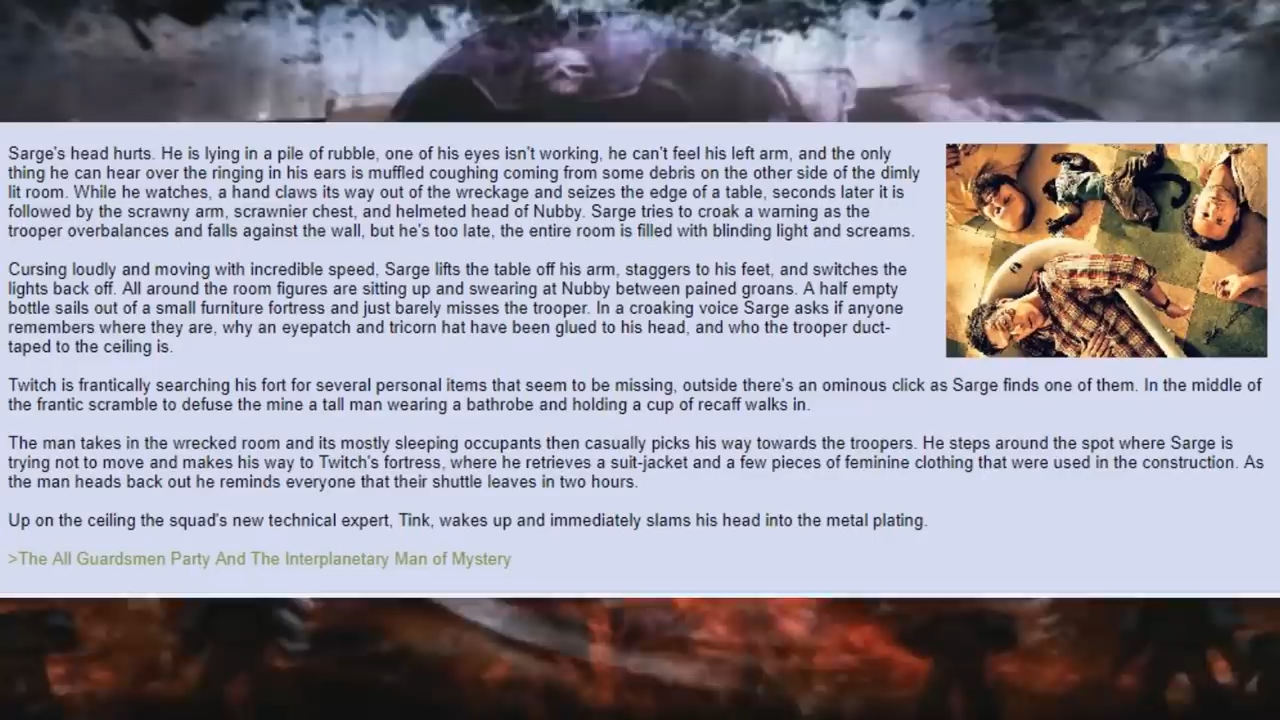 Sarge's head hurts. He is lying in a pile of rubble, one of his eyes isn't working, he can't feel his left arm, and the only
thing he can hear over the ringing in his ears is muffled coughing coming from some debris on the other side of the dimly
lit room. While he watches, a hand claws its way out of the wreckage and seizes the edge of a table, seconds later it is
followed by the scrawny arm, scrawnier chest, and helmeted head of Nubby. Sarge tries to croak a warning as the
trooper overbalances and falls against the wall, but he's too late, the entire room is filled with blinding light and screams.
Cursing loudly and moving with incredible speed, Sarge lifts the table off his arm, staggers to his feet, and switches the
lights back off. All around the room figures are sitting up and swearing at Nubby between pained groans. A half empty
bottle sails out of a small furniture fortress and just barely misses the trooper. In a croaking voice Sarge asks if anyone
remembers where they are, why an eyepatch and tricorn hat have been glued to his head, and who the trooper duct-
taped to the ceiling is.
Twitch is frantically searching his fort for several personal items that seem to be missing, outside there's an ominous click as Sarge finds one of them. In the middle of
the frantic scramble to defuse the mine a tall man wearing a bathrobe and holding a cup of recaff walks in.
The man takes in the wrecked room and its mostly sleeping occupants then casually picks his way towards the troopers. He steps around the spot where Sarge is
trying not to move and makes his way to Twitch's fortress, where he retrieves a suit-jacket and a few pieces of feminine clothing that were used in the construction. As
the man heads back out he reminds everyone that their shuttle leaves in two hours.
Up on the ceiling the squad's new technical expert, Tink, wakes up and immediately slams his head into the metal plating.
>The All Guardsmen Party And The Interplanetary Man of Mystery